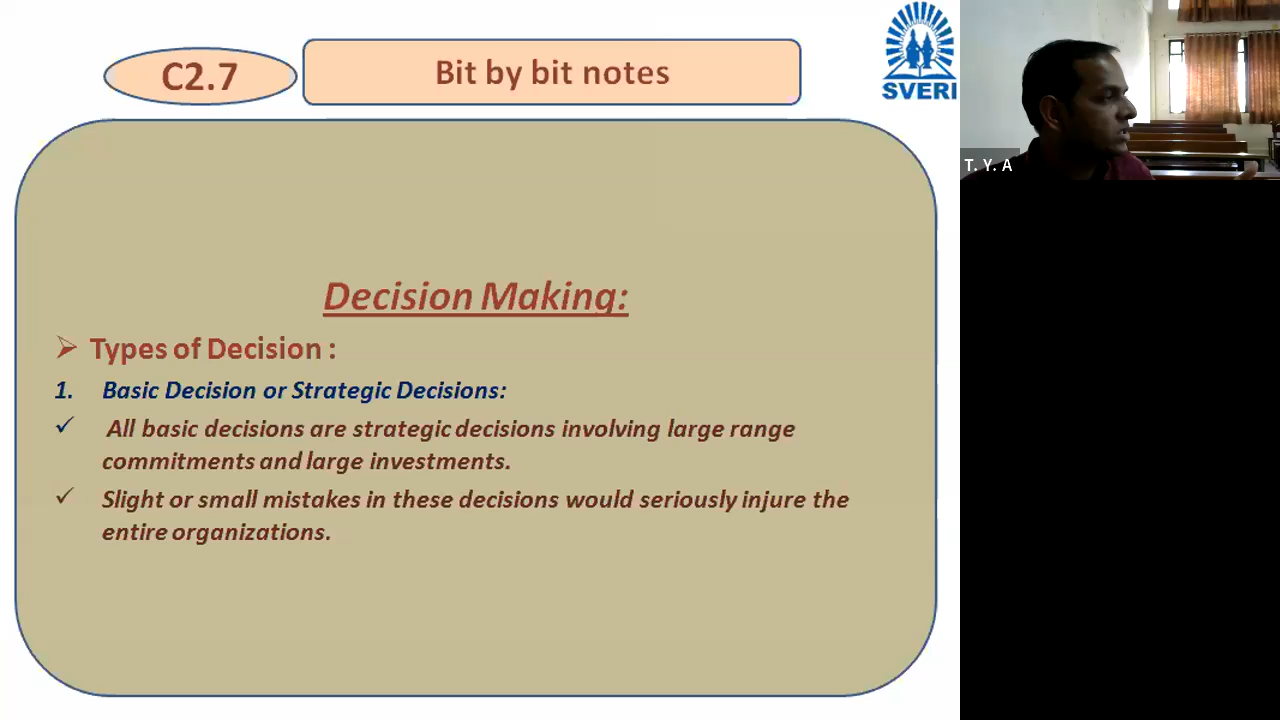 C2.7
Bit by bit notes
SVERI
T. Y. A
Decision Making:
Types of Decision :
1. Basic Decision or Strategic Decisions:
All basic decisions are strategic decisions involving large range
commitments and large investments.
Slight or small mistakes in these decisions would seriously injure the
entire organizations.